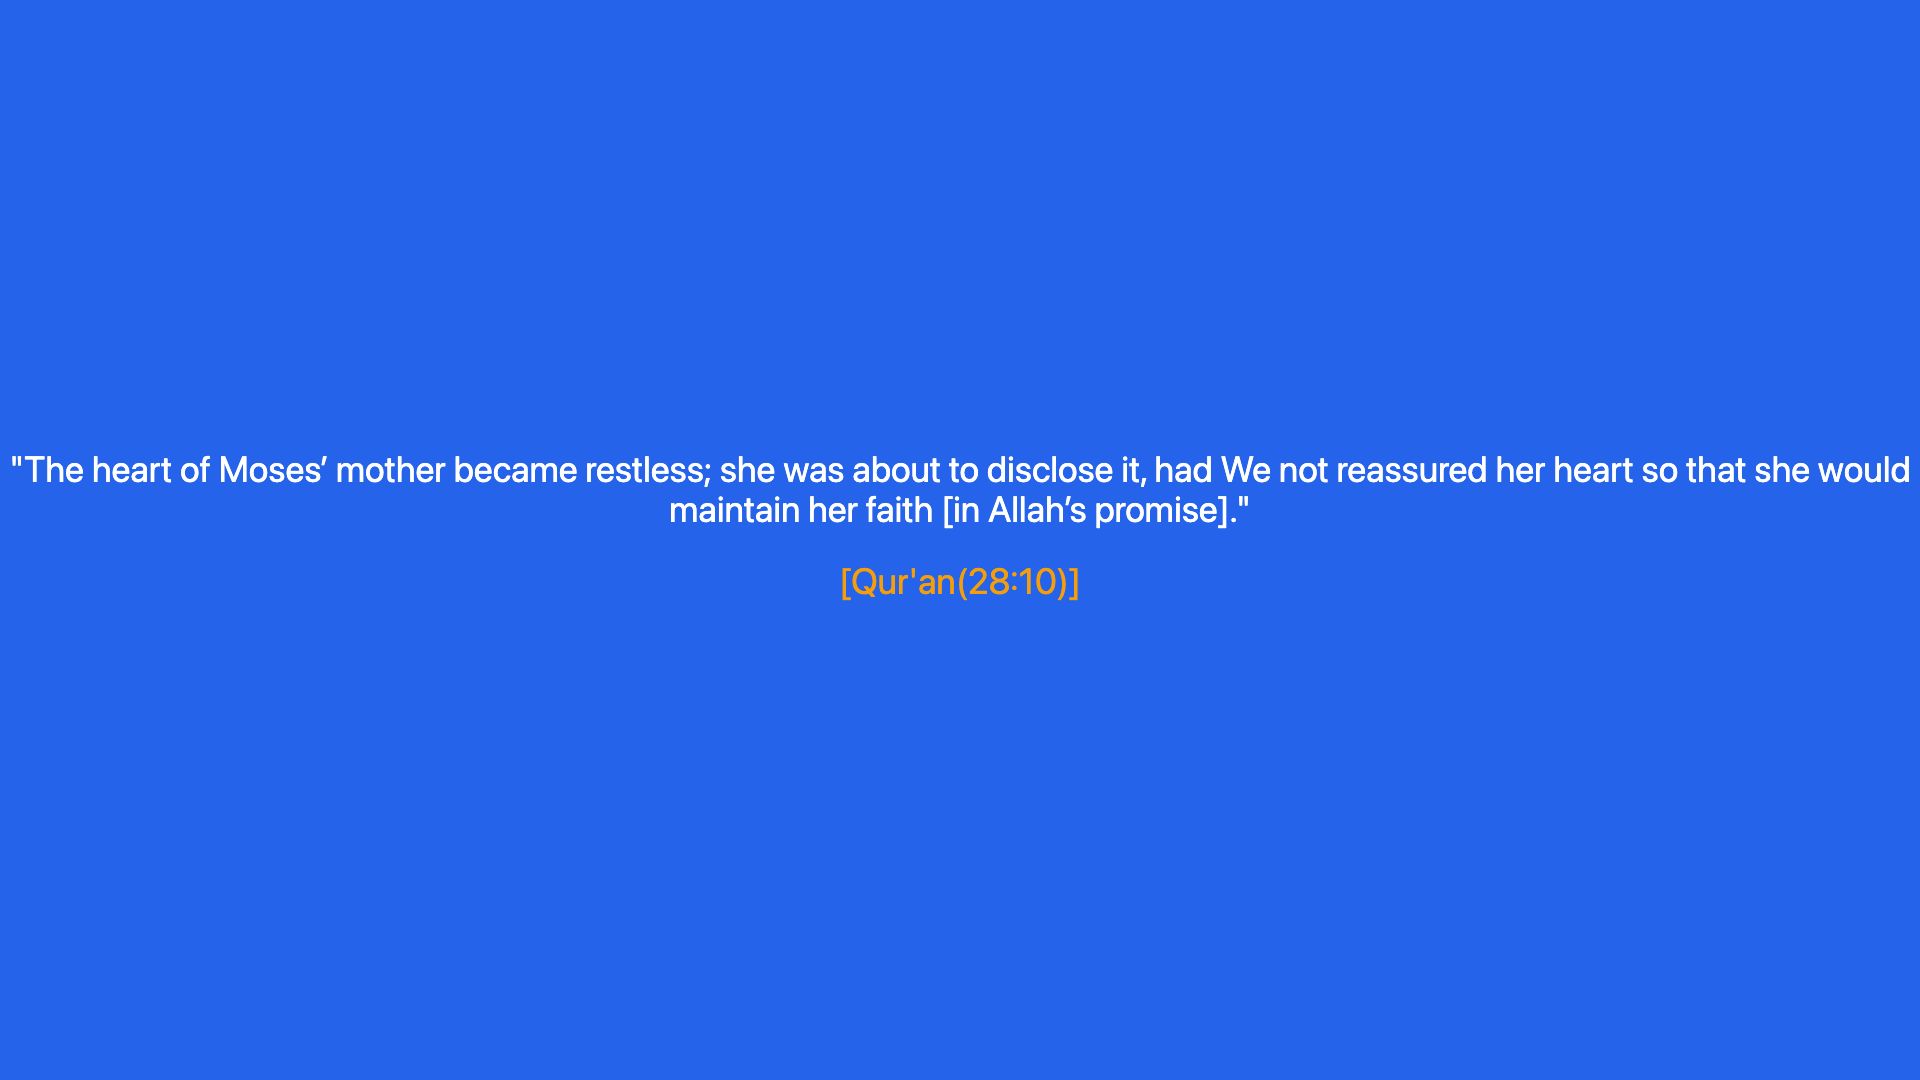 "The heart of Moses’ mother became restless; she was about to disclose it, had We not reassured her heart so that she would
maintain her faith [in Allah’s promise]."
[Qur'an(28:10)]